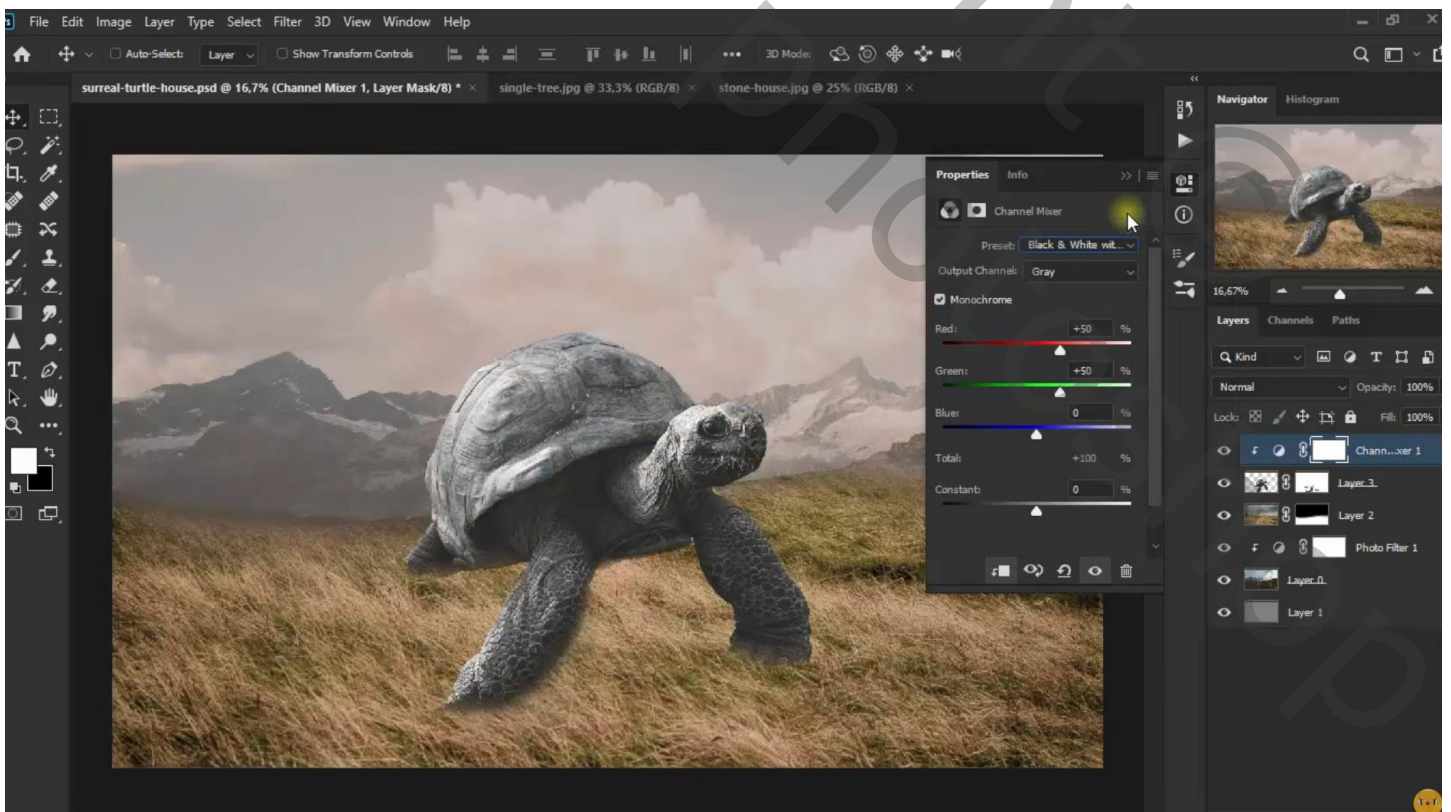 File Edit Image Layer Type Select Filter 3D View Window Help
Auto-Select: Layer Show Transform Controls 3D Mode:
surreal-turtle-house.psd @ 16,7% (Channel Mixer 1, Layer Mask/8) * × single-tree.jpg @ 33,3% (RGB/8) × stone-house.jpg @ 25% (RGB/8) ×
Properties Info
Channel Mixer
Preset: Black & White wit...
Output Channel: Gray
Monochrome
Red: +50 %
Green: +50 %
Blue: 0 %
Total: +100 %
Constant: 0 %
Navigator Histogram
16,67%
Layers Channels Paths
Kind
Normal Opacity: 100%
Lock: Fill: 100%
Chann...xer 1
Layer 3
Layer 2
Photo Filter 1
Layer 0
Layer 1